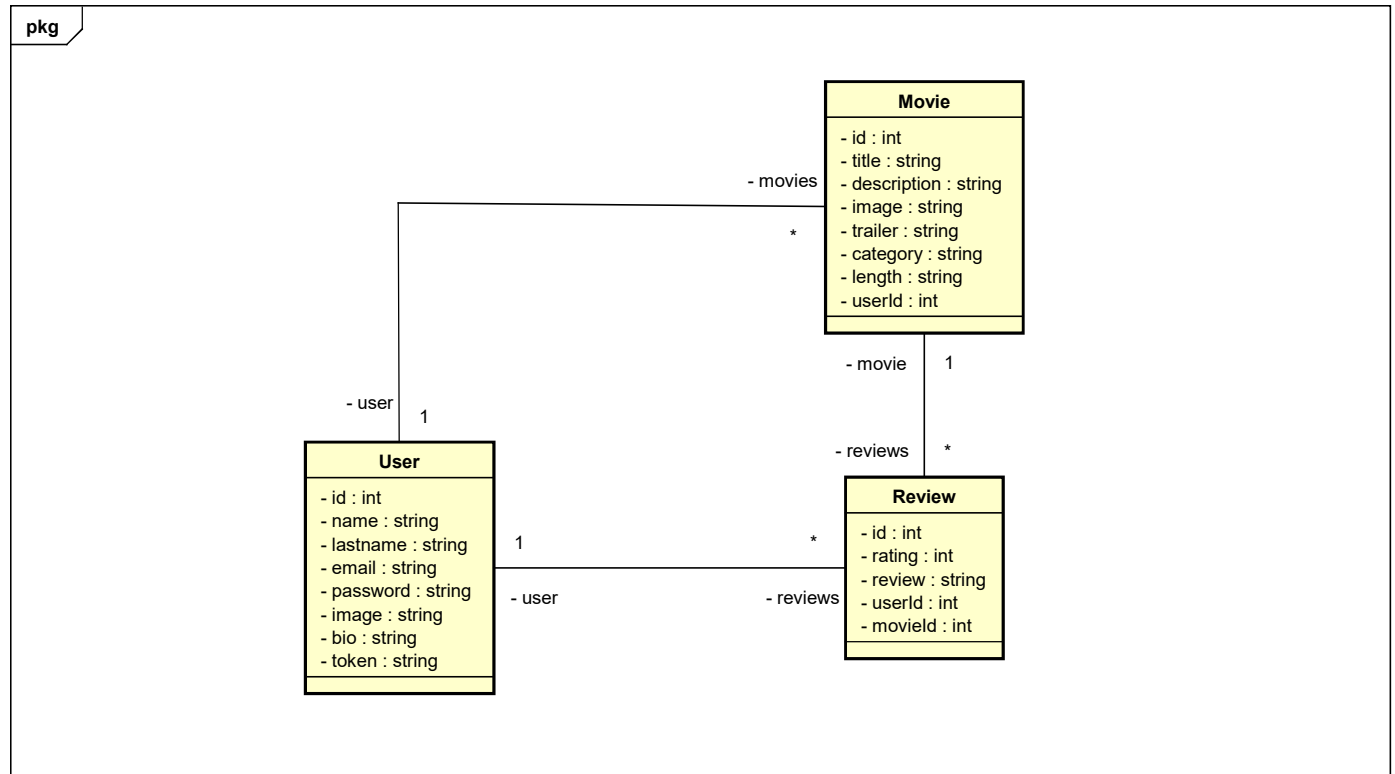 pkg
Movie
- id : int
- title : string
- description : string
- image : string
- trailer : string
- category : string
- length : string
- userId : int
- movies
*
- user
1
- movie
1
- reviews
*
User
- id : int
- name : string
- lastname : string
- email : string
- password : string
- image : string
- bio : string
- token : string
1
- user
*
- reviews
Review
- id : int
- rating : int
- review : string
- userId : int
- movieId : int